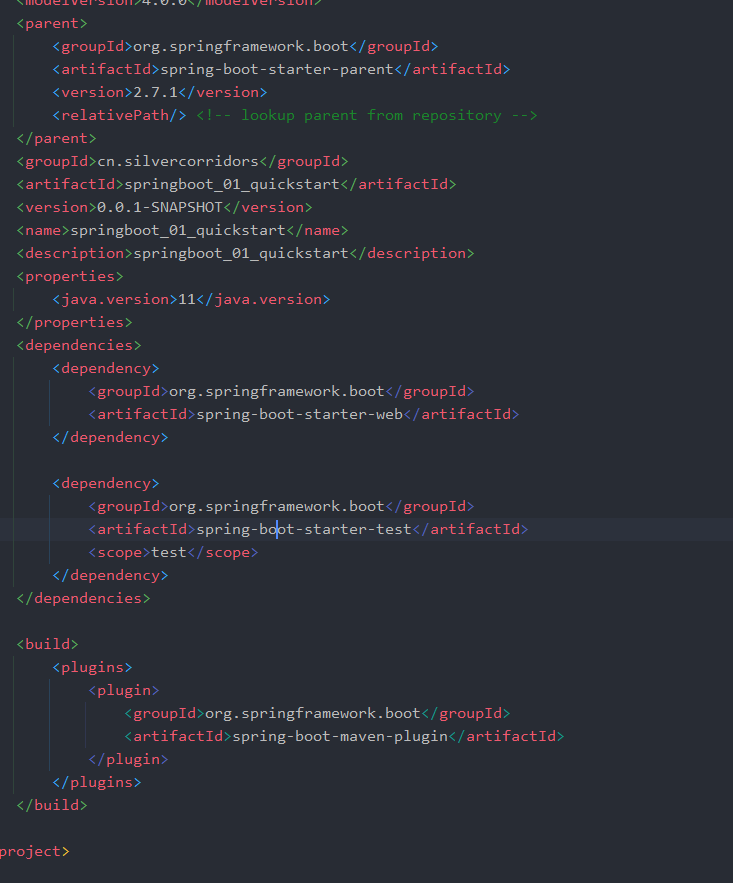 <modelVersion>4.0.0</modelVersion>
<parent>
<groupId>org.springframework.boot</groupId>
<artifactId>spring-boot-starter-parent</artifactId>
<version>2.7.1</version>
<relativePath/> <!-- lookup parent from repository -->
</parent>
<groupId>cn.silvercorridors</groupId>
<artifactId>springboot_01_quickstart</artifactId>
<version>0.0.1-SNAPSHOT</version>
<name>springboot_01_quickstart</name>
<description>springboot_01_quickstart</description>
<properties>
<java.version>11</java.version>
</properties>
<dependencies>
<dependency>
<groupId>org.springframework.boot</groupId>
<artifactId>spring-boot-starter-web</artifactId>
</dependency>
<dependency>
<groupId>org.springframework.boot</groupId>
<artifactId>spring-boot-starter-test</artifactId>
<scope>test</scope>
</dependency>
</dependencies>
<build>
<plugins>
<plugin>
<groupId>org.springframework.boot</groupId>
<artifactId>spring-boot-maven-plugin</artifactId>
</plugin>
</plugins>
</build>
project>